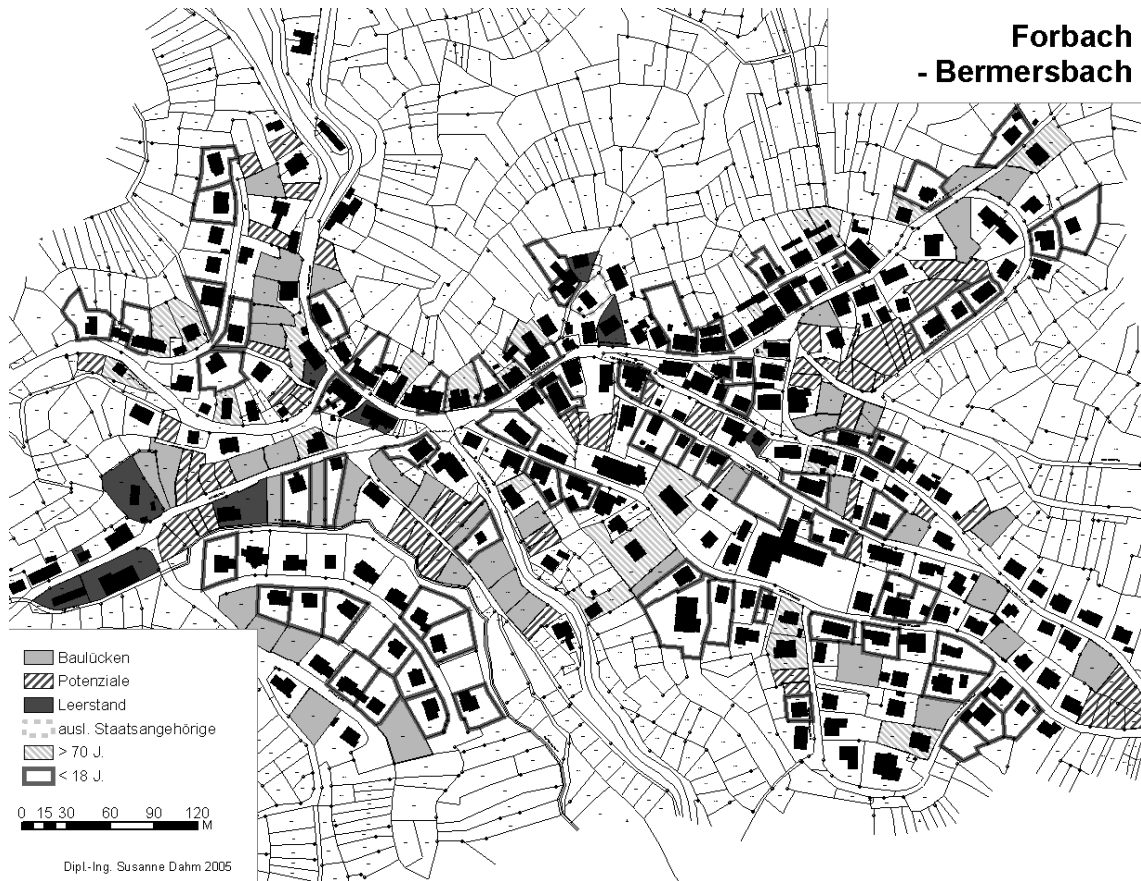 Forbach
- Bermersbach
Baulücken
Potenziale
Leerstand
ausl. Staatsangehörige
> 70 J.
< 18 J.
0 15 30 60 90 120
M
Dipl.-Ing. Susanne Dahm 2005